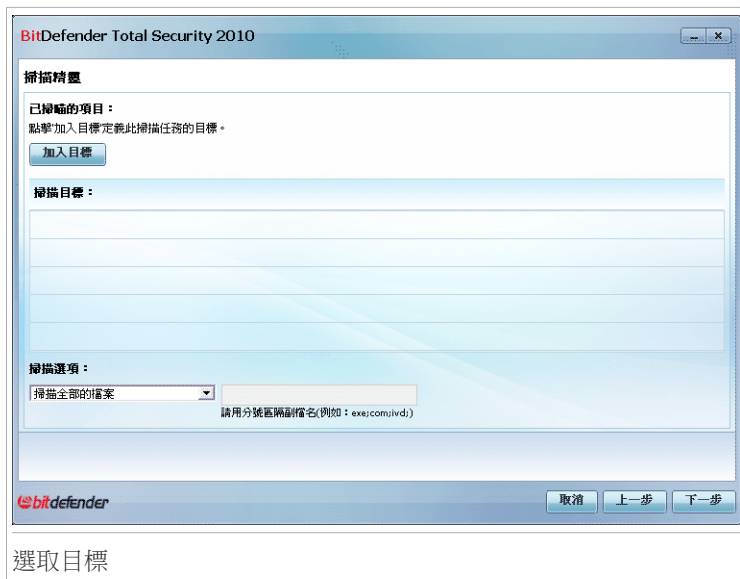 BitDefender Total Security 2010
掃描精靈
已掃瞄的項目：
點擊'加入目標'定義此掃描任務的目標。
加入目標
掃描目標：
掃描選項：
掃描全部的檔案
請用分號區隔副檔名(例如：exe;com;ivd;)
bitdefender
取消 上一步 下一步
選取目標